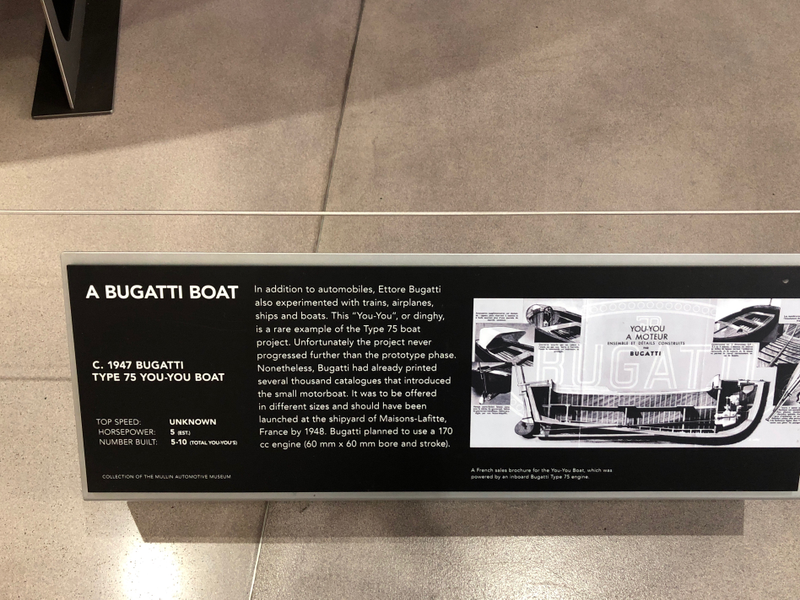 A BUGATTI BOAT
C. 1947 BUGATTI
TYPE 75 YOU-YOU BOAT
TOP SPEED: UNKNOWN
HORSEPOWER: 5 (EST.)
NUMBER BUILT: 5-10 (TOTAL YOU-YOU'S)
COLLECTION OF THE MULLIN AUTOMOTIVE MUSEUM
In addition to automobiles, Ettore Bugatti
also experimented with trains, airplanes,
ships and boats. This “You-You”, or dinghy,
is a rare example of the Type 75 boat
project. Unfortunately the project never
progressed further than the prototype phase.
Nonetheless, Bugatti had already printed
several thousand catalogues that introduced
the small motorboat. It was to be offered
in different sizes and should have been
launched at the shipyard of Maisons-Lafitte,
France by 1948. Bugatti planned to use a 170
cc engine (60 mm x 60 mm bore and stroke).
YOU-YOU
A MOTEUR
ENSEMBLE ET DÉTAILS CONSTRUITS
PAR
BUGATTI
BUGATTI
A French sales brochure for the You-You Boat, which was
powered by an inboard Bugatti Type 75 engine.